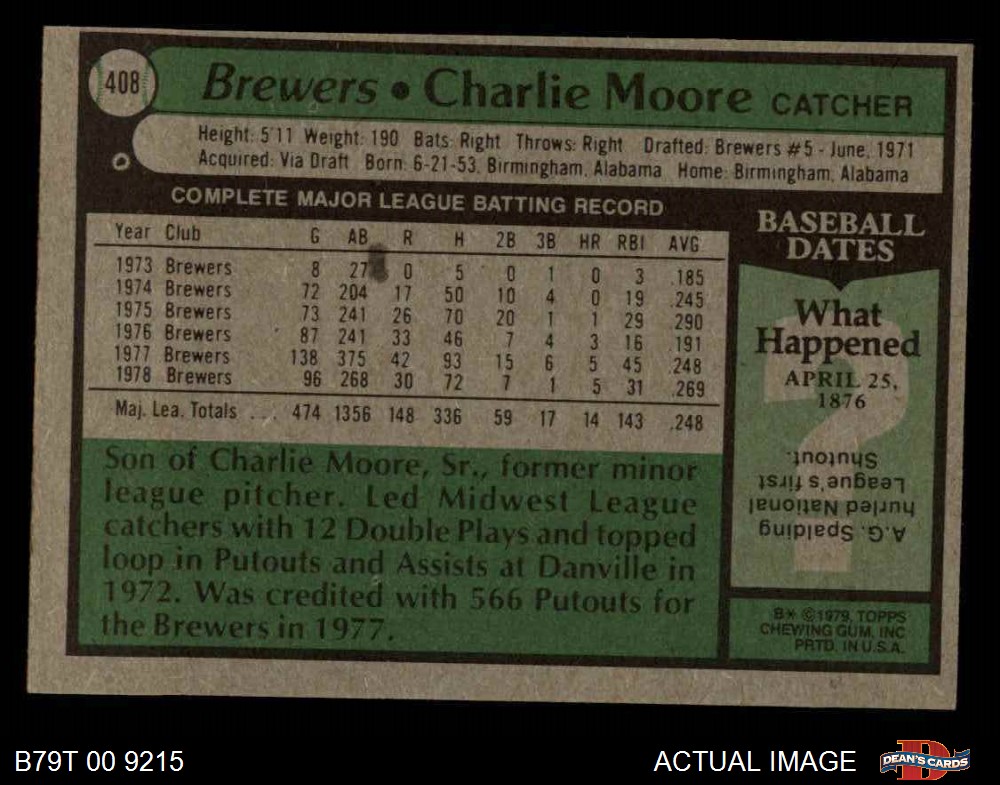 408
Brewers • Charlie Moore CATCHER
Height: 5'11 Weight: 190 Bats: Right Throws: Right Drafted: Brewers #5 - June, 1971
Acquired: Via Draft Born: 6-21-53, Birmingham, Alabama Home: Birmingham, Alabama
COMPLETE MAJOR LEAGUE BATTING RECORD
Year Club G AB R H 2B 3B HR RBI AVG
1973 Brewers 8 27 0 5 0 1 0 3 .185
1974 Brewers 72 204 17 50 10 4 0 19 .245
1975 Brewers 73 241 26 70 20 1 1 29 .290
1976 Brewers 87 241 33 46 7 4 3 16 .191
1977 Brewers 138 375 42 93 15 6 5 45 .248
1978 Brewers 96 268 30 72 7 1 5 31 .269
Maj. Lea. Totals ... 474 1356 148 336 59 17 14 143 .248
Son of Charlie Moore, Sr., former minor
league pitcher. Led Midwest League
catchers with 12 Double Plays and topped
loop in Putouts and Assists at Danville in
1972. Was credited with 566 Putouts for
the Brewers in 1977.
BASEBALL
DATES
What
Happened
APRIL 25,
1876
A.G. Spalding
hurled National
League's first
Shutout.
B* ©1979, TOPPS
CHEWING GUM, INC
PRTD. IN U.S.A.
B79T 00 9215
ACTUAL IMAGE
D
DEAN'S CARDS